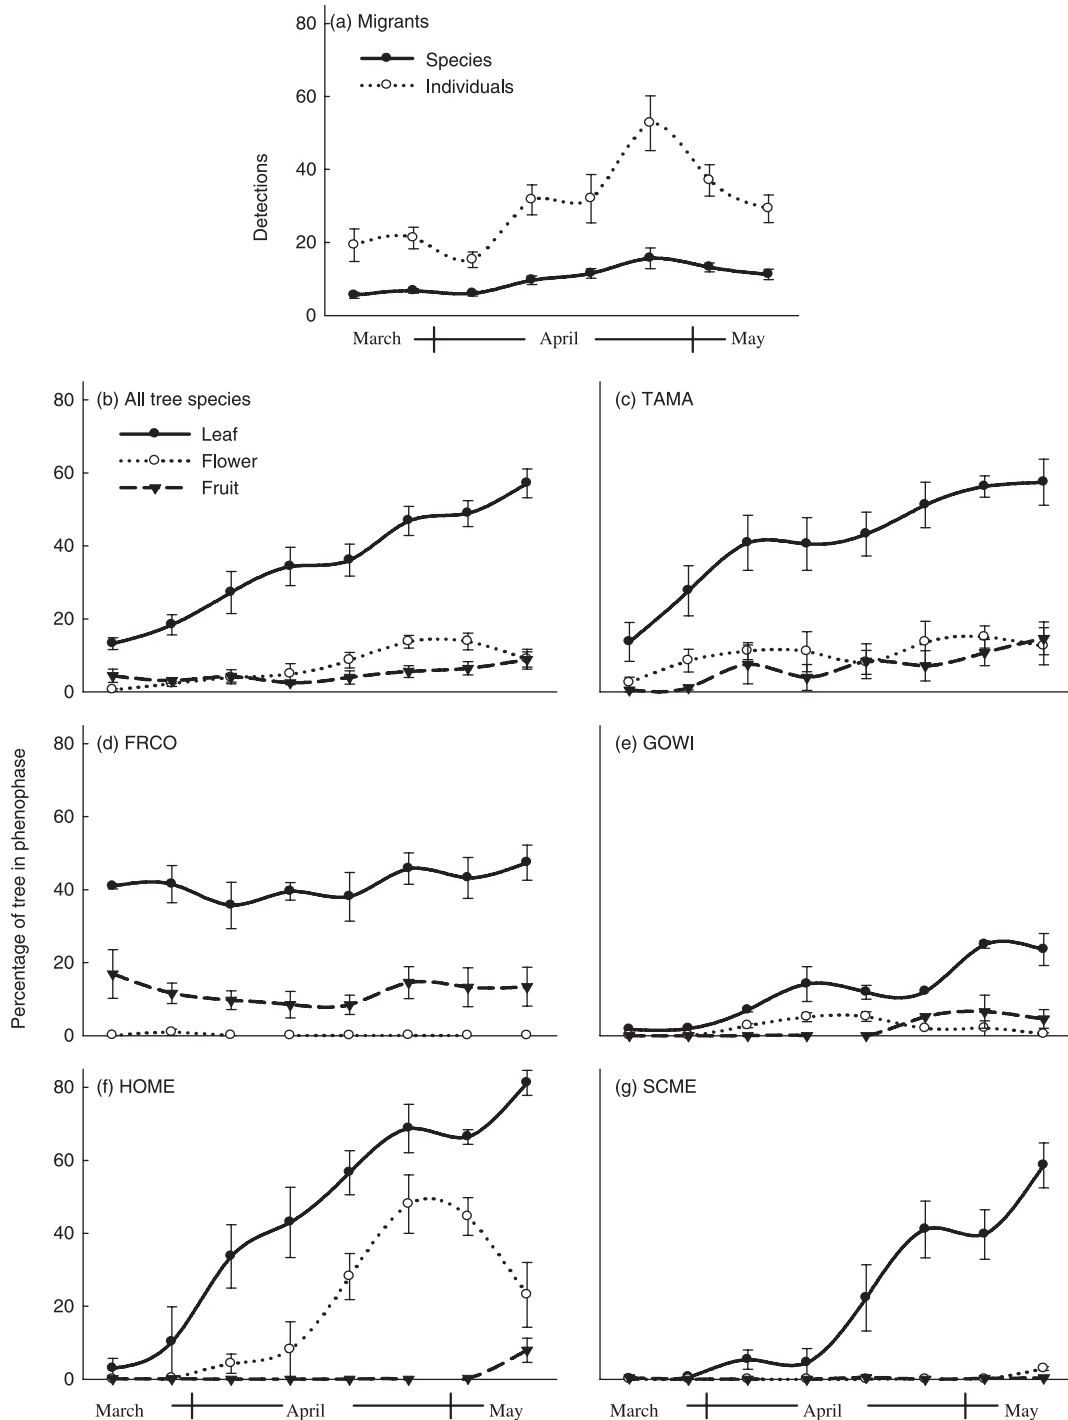 (a) Migrants
Species
Individuals
80
60
40
20
0
Detections
March
April
May
(b) All tree species
Leaf
Flower
Fruit
80
60
40
20
0
(c) TAMA
Percentage of tree in phenophase
(d) FRCO
80
60
40
20
0
(e) GOWI
(f) HOME
80
60
40
20
0
(g) SCME
March
April
May
March
April
May